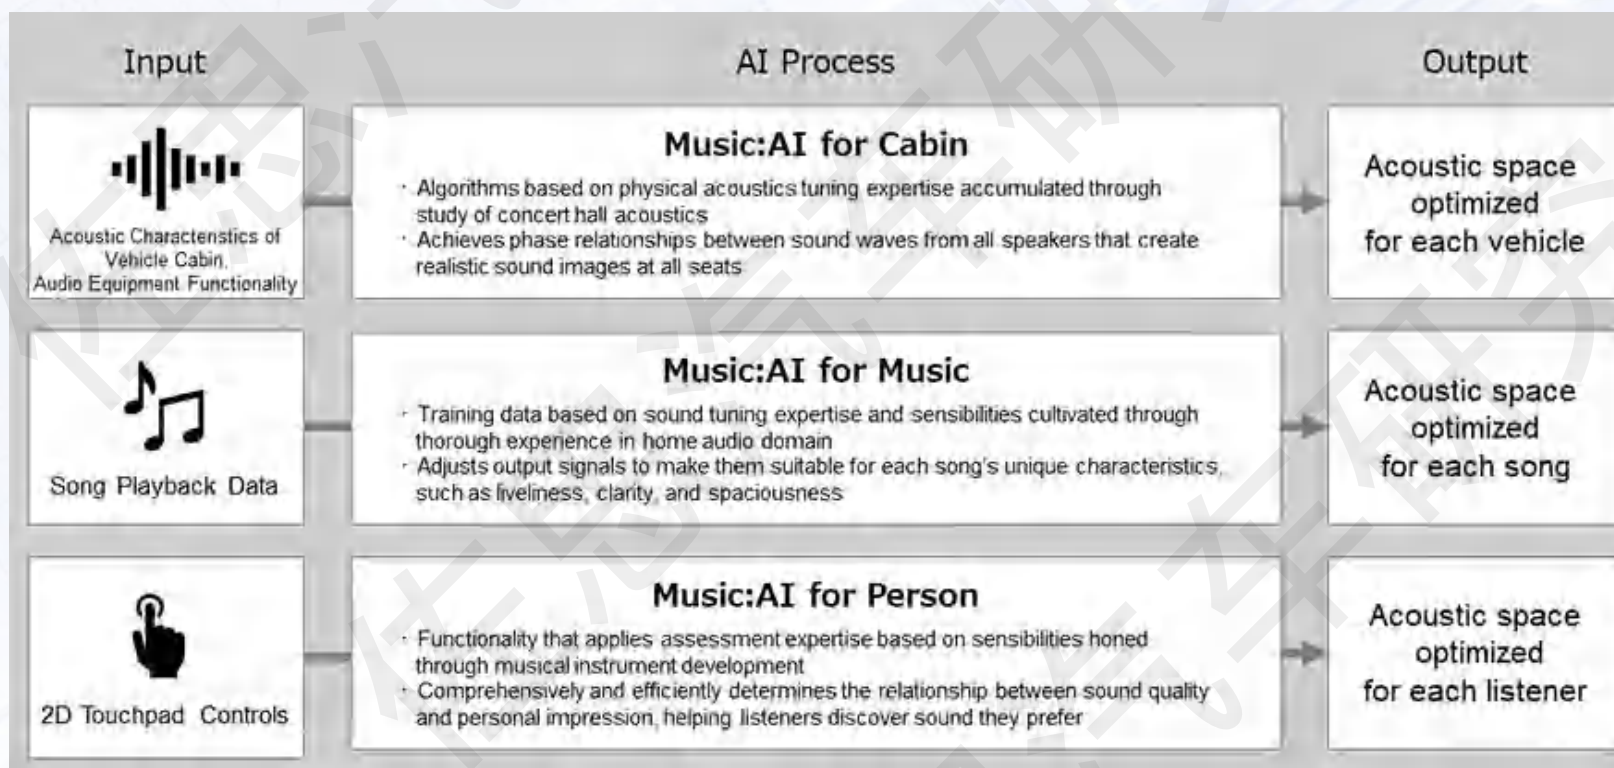 Input
AI Process
Output
Acoustic Characteristics of
Vehicle Cabin,
Audio Equipment Functionality
Music:AI for Cabin
· Algorithms based on physical acoustics tuning expertise accumulated through
study of concert hall acoustics
· Achieves phase relationships between sound waves from all speakers that create
realistic sound images at all seats
Acoustic space
optimized
for each vehicle
Song Playback Data
Music:AI for Music
· Training data based on sound tuning expertise and sensibilities cultivated through
thorough experience in home audio domain
· Adjusts output signals to make them suitable for each song's unique characteristics,
such as liveliness, clarity, and spaciousness
Acoustic space
optimized
for each song
2D Touchpad Controls
Music:AI for Person
· Functionality that applies assessment expertise based on sensibilities honed
through musical instrument development
· Comprehensively and efficiently determines the relationship between sound quality
and personal impression, helping listeners discover sound they prefer
Acoustic space
optimized
for each listener
佐思汽车研究